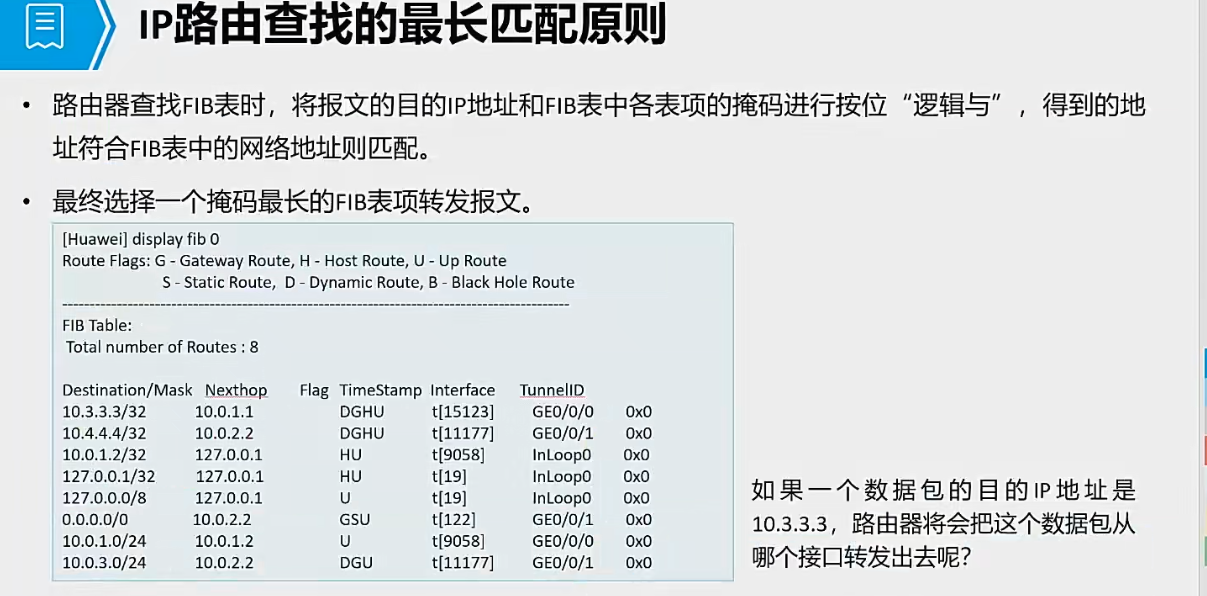 IP路由查找的最长匹配原则
• 路由器查找FIB表时，将报文的目的IP地址和FIB表中各表项的掩码进行按位“逻辑与”，得到的地
址符合FIB表中的网络地址则匹配。
• 最终选择一个掩码最长的FIB表项转发报文。
[Huawei] display fib 0
Route Flags: G - Gateway Route, H - Host Route, U - Up Route
S - Static Route, D - Dynamic Route, B - Black Hole Route
--------------------------------------------------------------------------------
FIB Table:
Total number of Routes : 8
Destination/Mask Nexthop Flag TimeStamp Interface TunnelID
10.3.3.3/32 10.0.1.1 DGHU t[15123] GE0/0/0 0x0
10.4.4.4/32 10.0.2.2 DGHU t[11177] GE0/0/1 0x0
10.0.1.2/32 127.0.0.1 HU t[9058] InLoop0 0x0
127.0.0.1/32 127.0.0.1 HU t[19] InLoop0 0x0
127.0.0.0/8 127.0.0.1 U t[19] InLoop0 0x0
0.0.0.0/0 10.0.2.2 GSU t[122] GE0/0/1 0x0
10.0.1.0/24 10.0.1.2 U t[9058] GE0/0/0 0x0
10.0.3.0/24 10.0.2.2 DGU t[11177] GE0/0/1 0x0
如果一个数据包的目的IP地址是
10.3.3.3，路由器将会把这个数据包从
哪个接口转发出去呢？